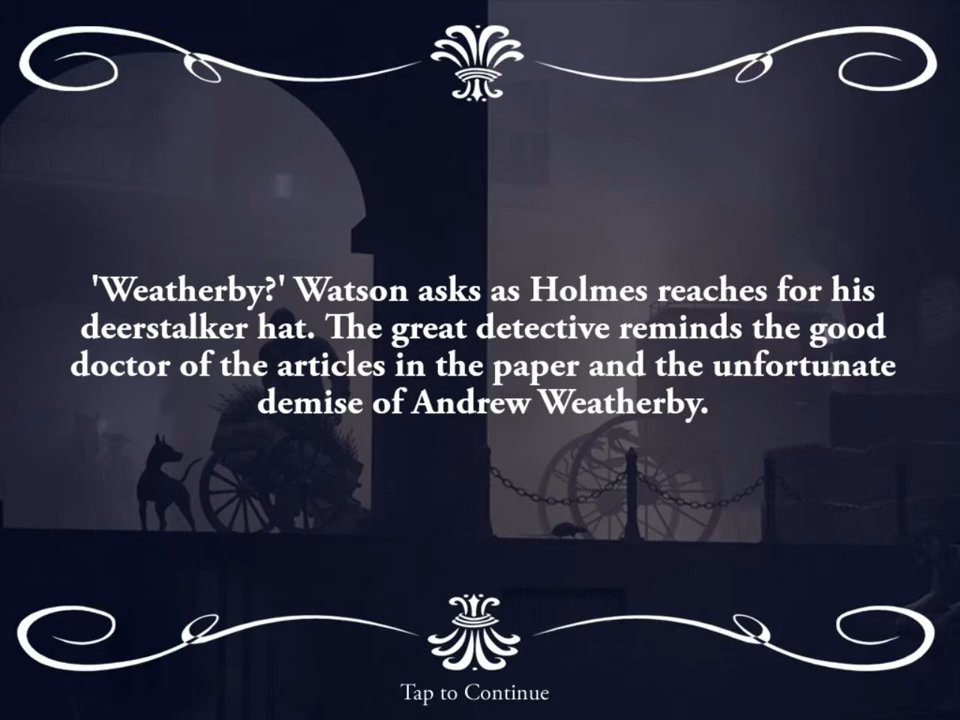 'Weatherby?' Watson asks as Holmes reaches for his
deerstalker hat. The great detective reminds the good
doctor of the articles in the paper and the unfortunate
demise of Andrew Weatherby.
Tap to Continue